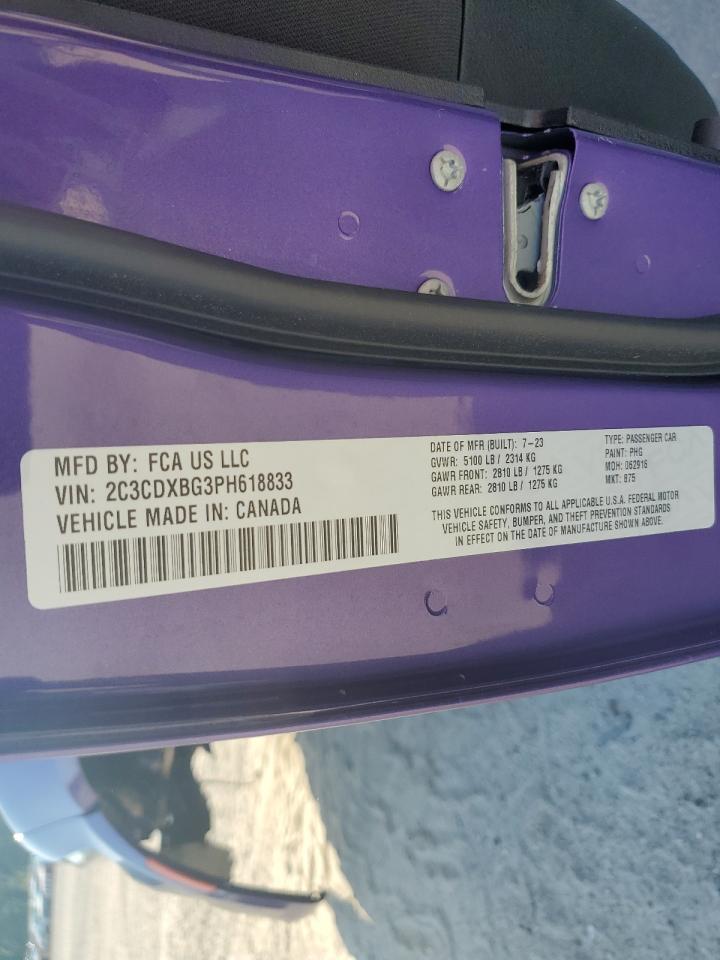 MFD BY: FCA US LLC
VIN: 2C3CDXBG3PH618833
VEHICLE MADE IN: CANADA
DATE OF MFR (BUILT): 7-23
GVWR: 5100 LB / 2314 KG
GAWR FRONT: 2810 LB / 1275 KG
GAWR REAR: 2810 LB / 1275 KG
TYPE: PASSENGER CAR
PAINT: PHG
MOH: 062916
MKT: 875
THIS VEHICLE CONFORMS TO ALL APPLICABLE U.S.A. FEDERAL MOTOR
VEHICLE SAFETY, BUMPER, AND THEFT PREVENTION STANDARDS
IN EFFECT ON THE DATE OF MANUFACTURE SHOWN ABOVE.